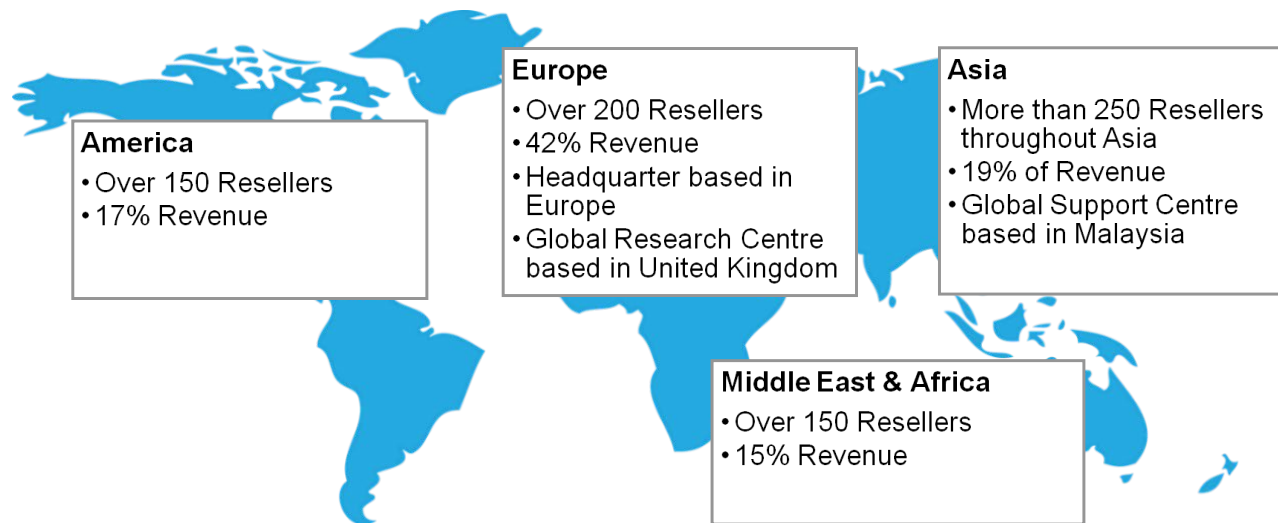 America
• Over 150 Resellers
• 17% Revenue
Europe
• Over 200 Resellers
• 42% Revenue
• Headquarter based in
Europe
• Global Research Centre
based in United Kingdom
Asia
• More than 250 Resellers
throughout Asia
• 19% of Revenue
• Global Support Centre
based in Malaysia
Middle East & Africa
• Over 150 Resellers
• 15% Revenue